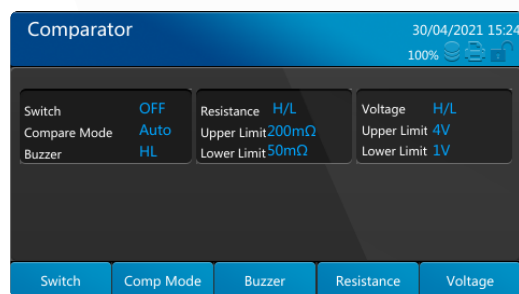 Comparator
30/04/2021 15:24
100%
Switch OFF
Compare Mode Auto
Buzzer HL
Resistance H/L
Upper Limit 200mΩ
Lower Limit 50mΩ
Voltage H/L
Upper Limit 4V
Lower Limit 1V
Switch Comp Mode Buzzer Resistance Voltage